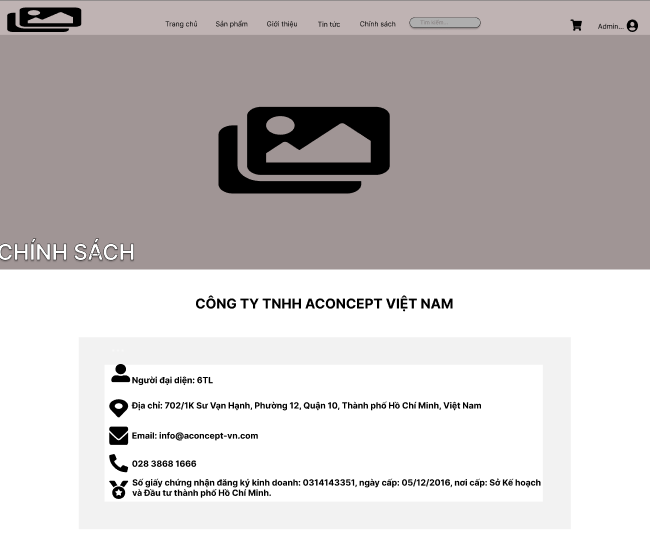 Trang chủ
Sản phẩm
Giới thiệu
Tin tức
Chính sách
Tìm kiếm...
Admin...
CHÍNH SÁCH
CÔNG TY TNHH ACONCEPT VIỆT NAM
Người đại diện: 6TL
Địa chỉ: 702/1K Sư Vạn Hạnh, Phường 12, Quận 10, Thành phố Hồ Chí Minh, Việt Nam
Email: info@aconcept-vn.com
028 3868 1666
Số giấy chứng nhận đăng ký kinh doanh: 0314143351, ngày cấp: 05/12/2016, nơi cấp: Sở Kế hoạch
và Đầu tư thành phố Hồ Chí Minh.